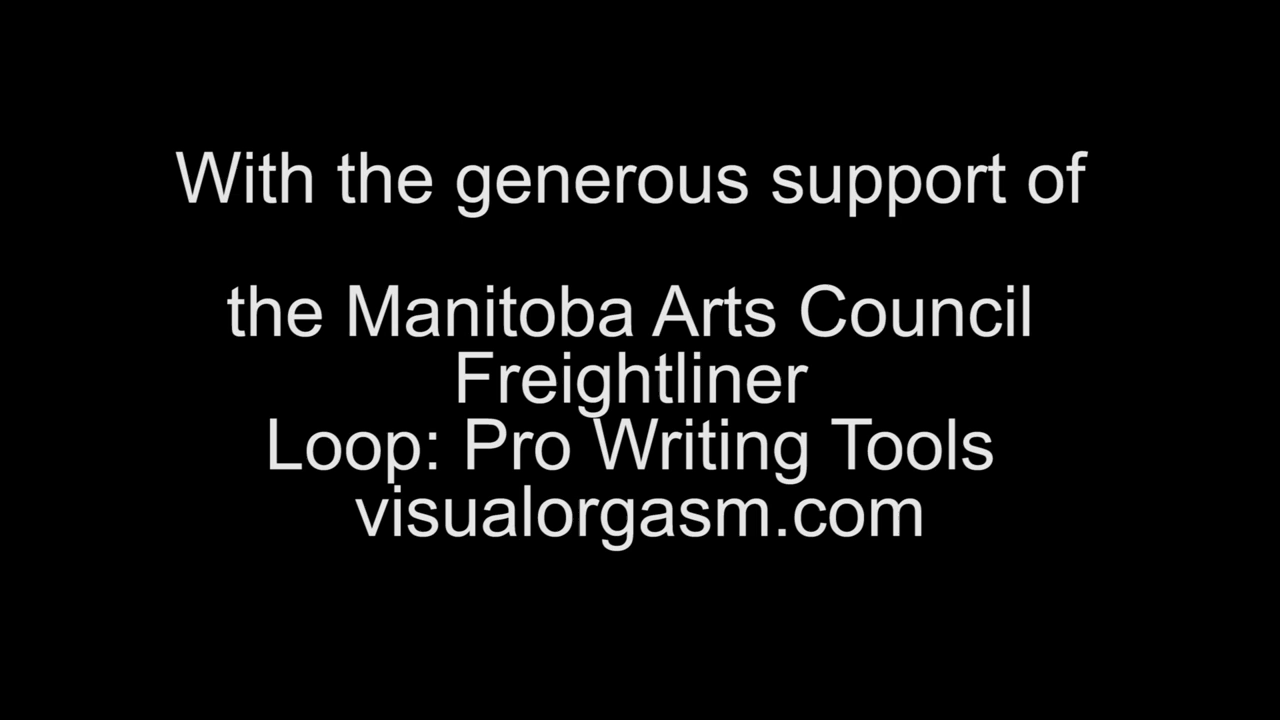 With the generous support of
the Manitoba Arts Council
Freightliner
Loop: Pro Writing Tools
visualorgasm.com